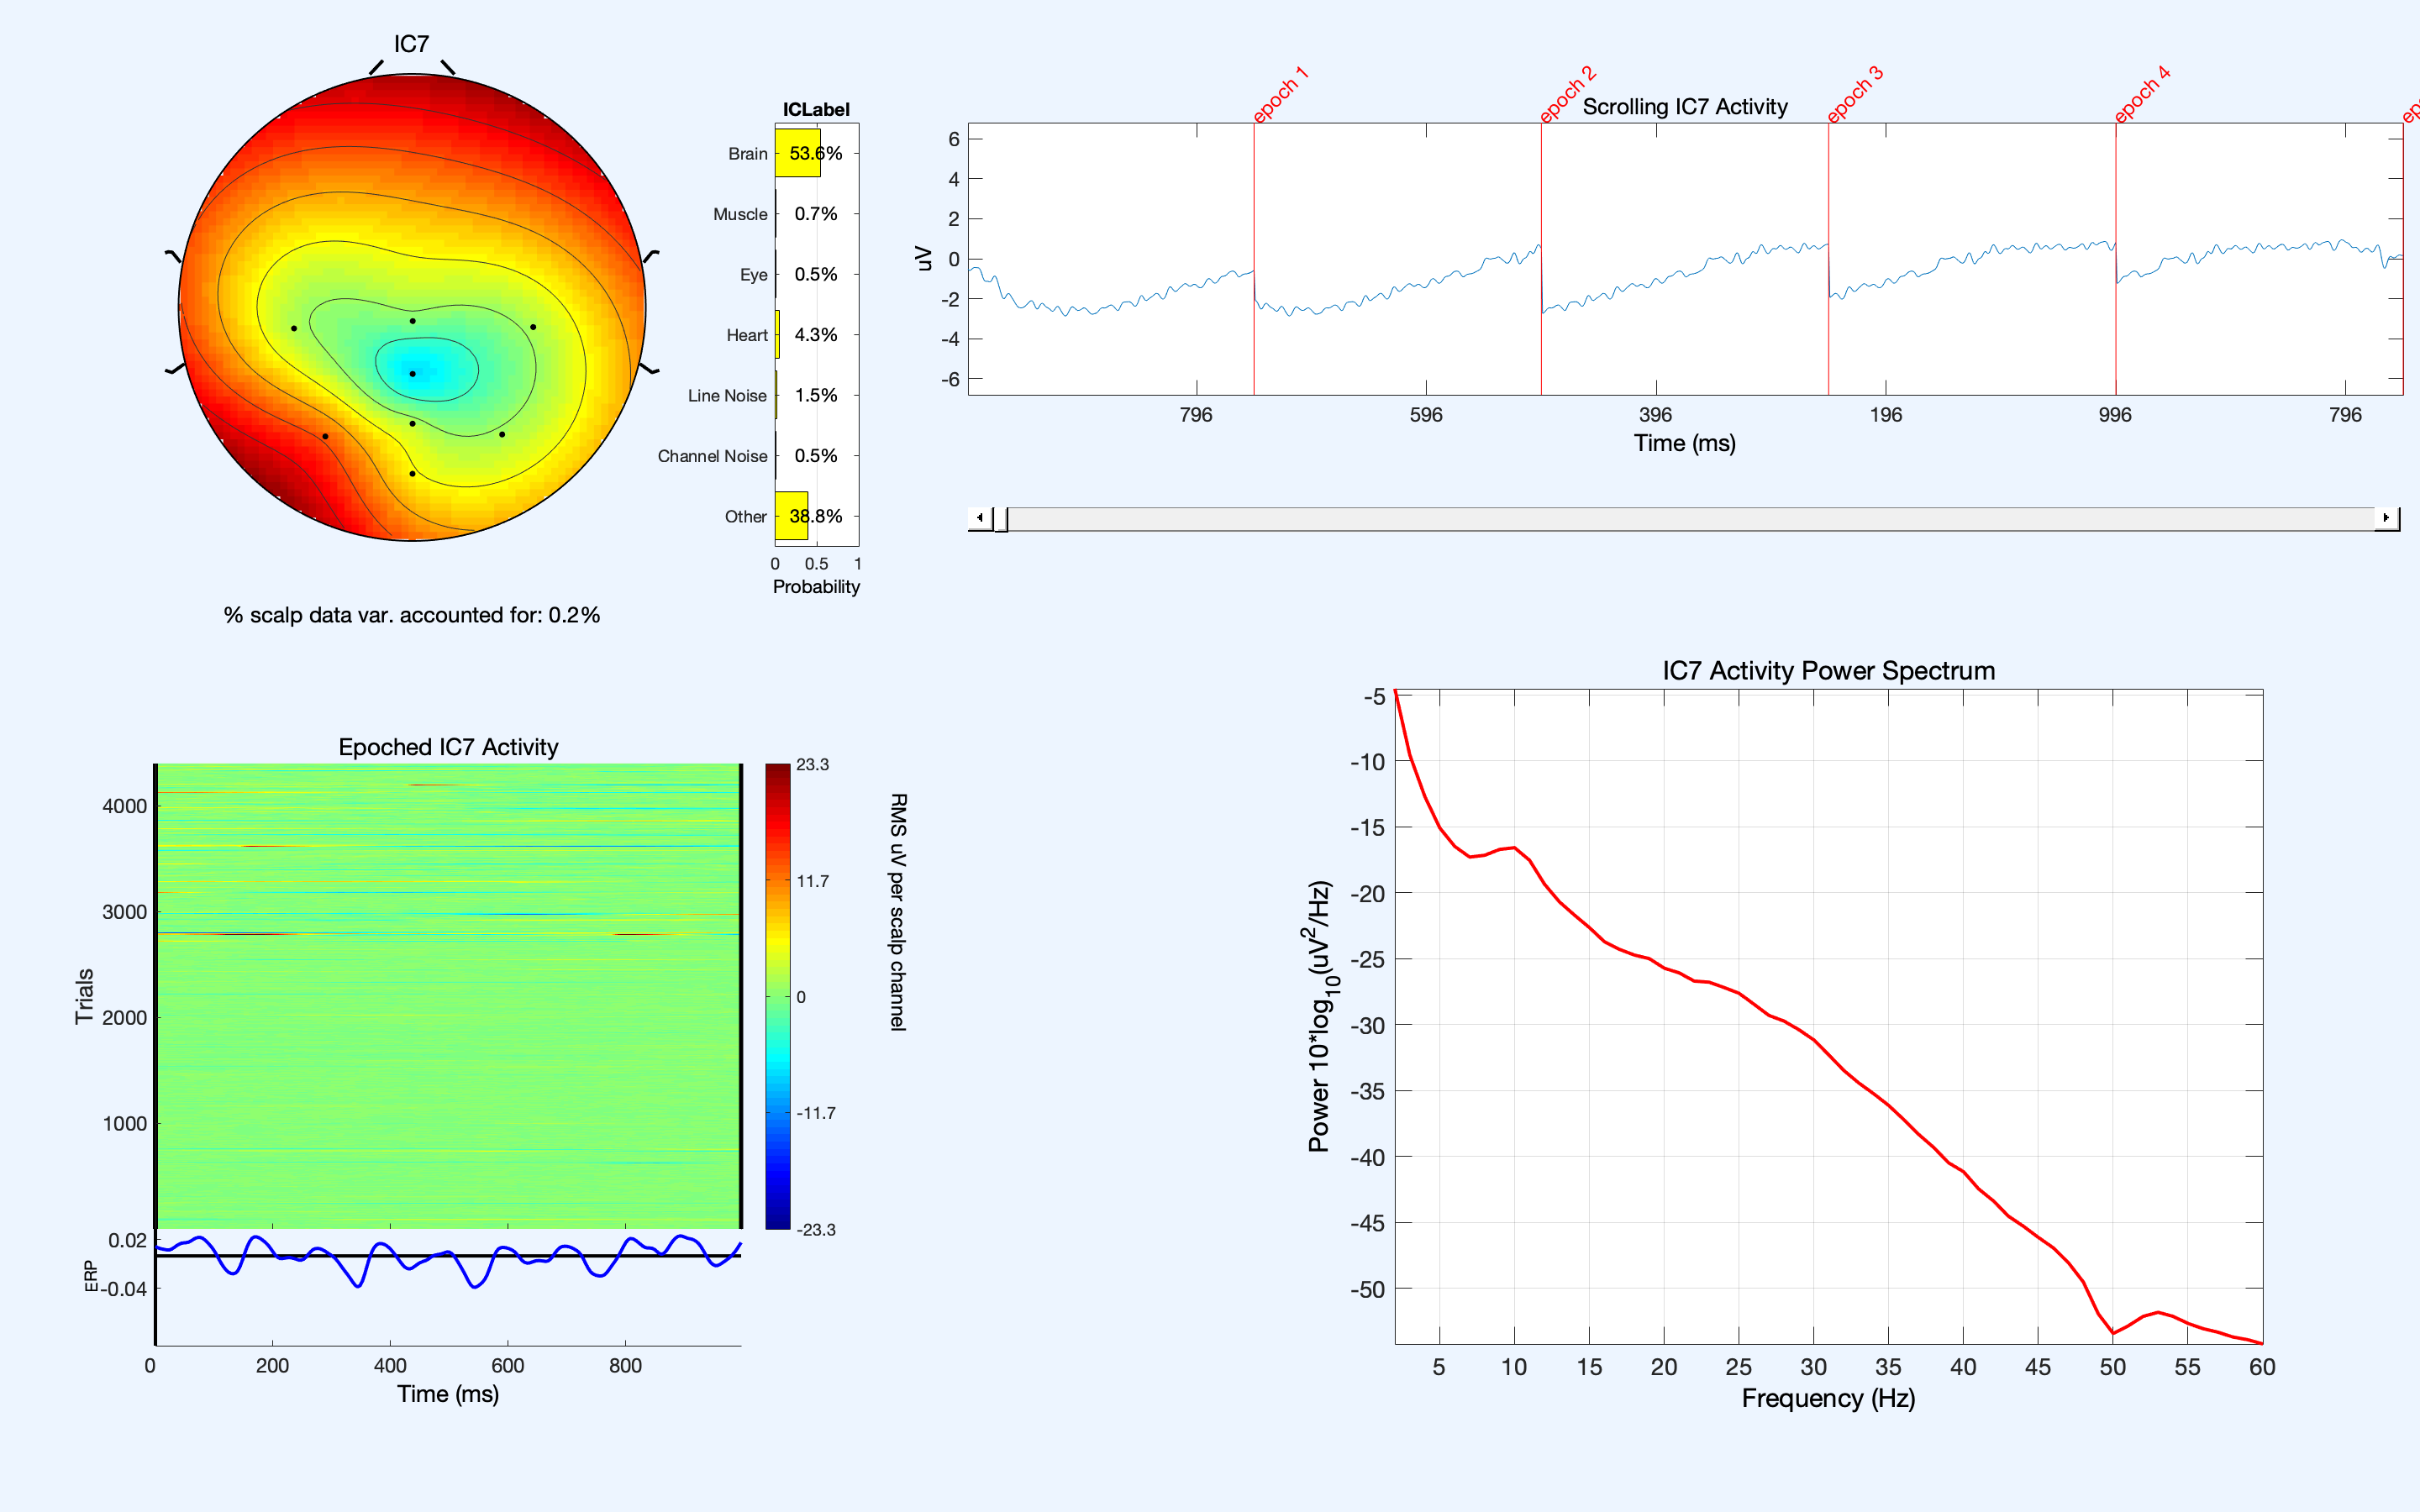 IC7
ICLabel
Brain 53.6%
Muscle 0.7%
Eye 0.5%
Heart 4.3%
Line Noise 1.5%
Channel Noise 0.5%
Other 38.8%
0 0.5 1
Probability
% scalp data var. accounted for: 0.2%
epoch 1 epoch 2 epoch 3 epoch 4
Scrolling IC7 Activity
6
4
2
0
-2
-4
-6
uV
796 596 396 196 996 796
Time (ms)
Epoched IC7 Activity
4000
3000
2000
1000
Trials
23.3
11.7
0
-11.7
-23.3
RMS uV per scalp channel
0.02
-0.04
ERP
0 200 400 600 800
Time (ms)
IC7 Activity Power Spectrum
-5
-10
-15
-20
-25
-30
-35
-40
-45
-50
Power 10*log10(uV2/Hz)
5 10 15 20 25 30 35 40 45 50 55 60
Frequency (Hz)